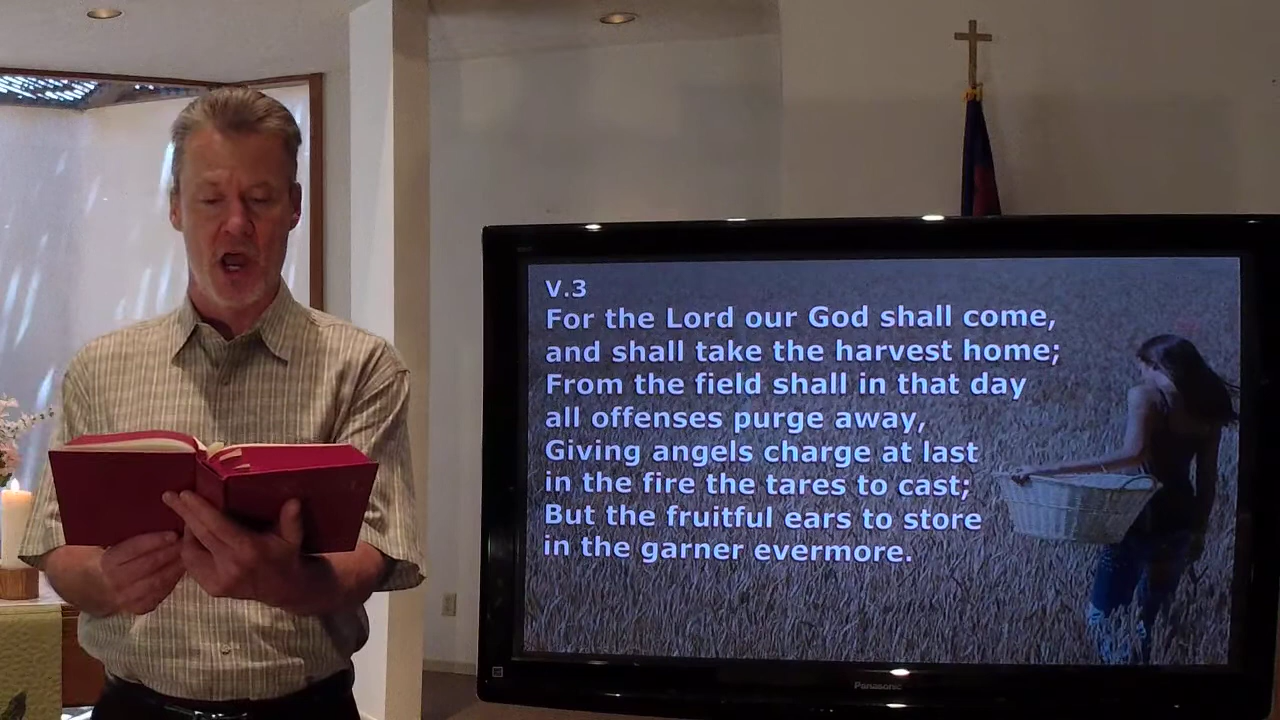 V.3
For the Lord our God shall come,
and shall take the harvest home;
From the field shall in that day
all offenses purge away,
Giving angels charge at last
in the fire the tares to cast;
But the fruitful ears to store
in the garner evermore.
Panasonic